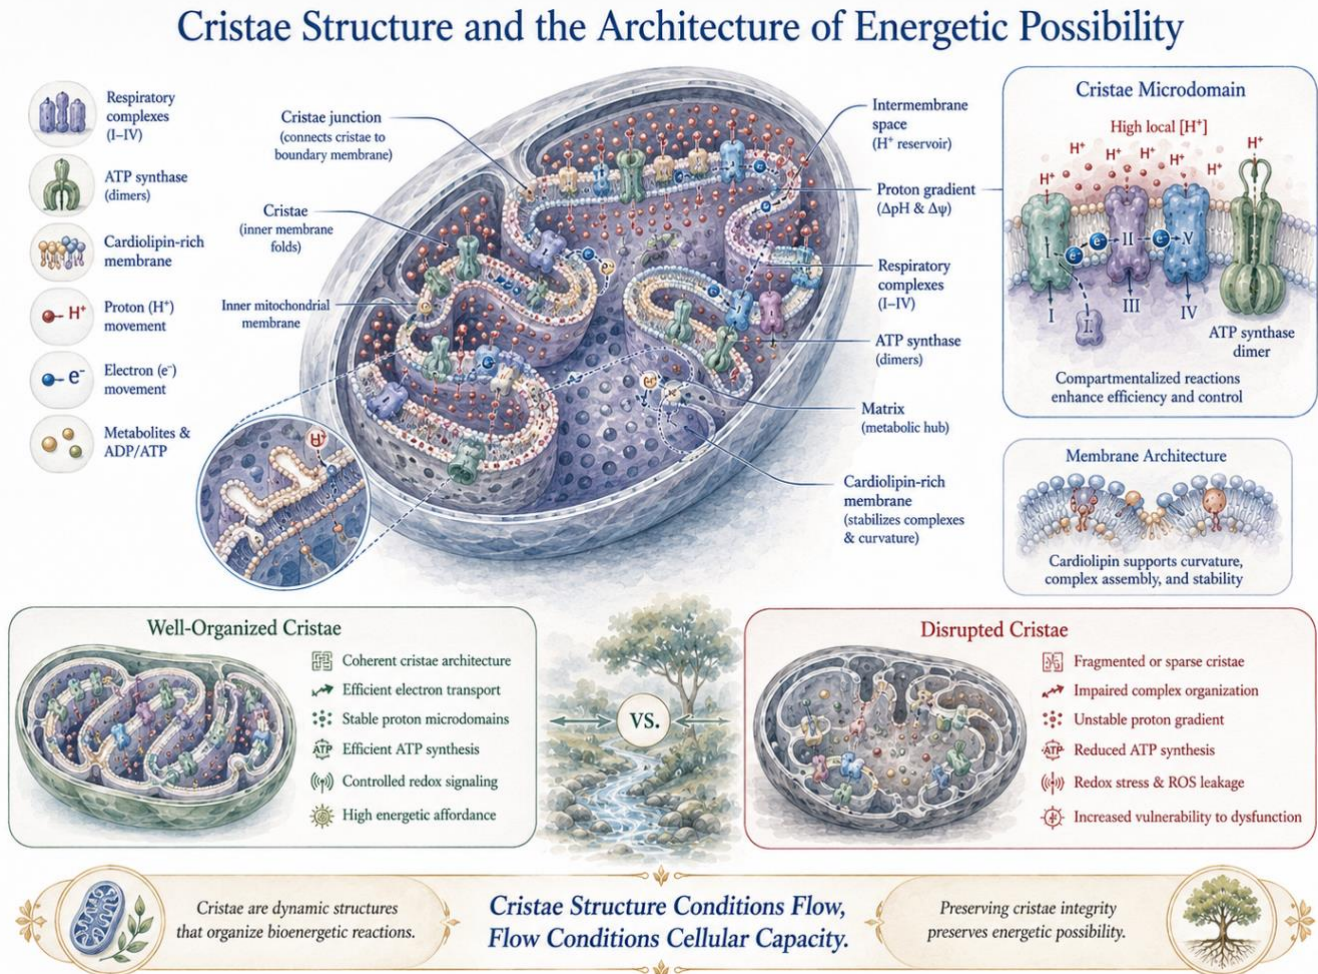 Cristae Structure and the Architecture of Energetic Possibility
Respiratory
complexes
(I–IV)
ATP synthase
(dimers)
Cardiolipin-rich
membrane
H⁺
Proton (H⁺)
movement
e⁻
Electron (e⁻)
movement
Metabolites &
ADP/ATP
Cristae junction
(connects cristae to
boundary membrane)
Cristae
(inner membrane
folds)
Inner mitochondrial
membrane
H⁺
Intermembrane
space
(H⁺ reservoir)
Proton gradient
(ΔpH & Δψ)
Respiratory
complexes
(I–IV)
ATP synthase
(dimers)
Matrix
(metabolic hub)
Cardiolipin-rich
membrane
(stabilizes complexes
& curvature)
Cristae Microdomain
High local [H⁺]
H⁺ H⁺ H⁺ H⁺ H⁺ H⁺ H⁺
I e⁻ II e⁻ V
I III IV
I
ATP synthase
dimer
Compartmentalized reactions
enhance efficiency and control
Membrane Architecture
Cardiolipin supports curvature,
complex assembly, and stability
Well-Organized Cristae
Coherent cristae architecture
Efficient electron transport
Stable proton microdomains
ATP Efficient ATP synthesis
Controlled redox signaling
High energetic affordance
VS.
Disrupted Cristae
Fragmented or sparse cristae
Impaired complex organization
Unstable proton gradient
ATP Reduced ATP synthesis
Redox stress & ROS leakage
Increased vulnerability to dysfunction
Cristae are dynamic structures
that organize bioenergetic reactions.
Cristae Structure Conditions Flow,
Flow Conditions Cellular Capacity.
Preserving cristae integrity
preserves energetic possibility.